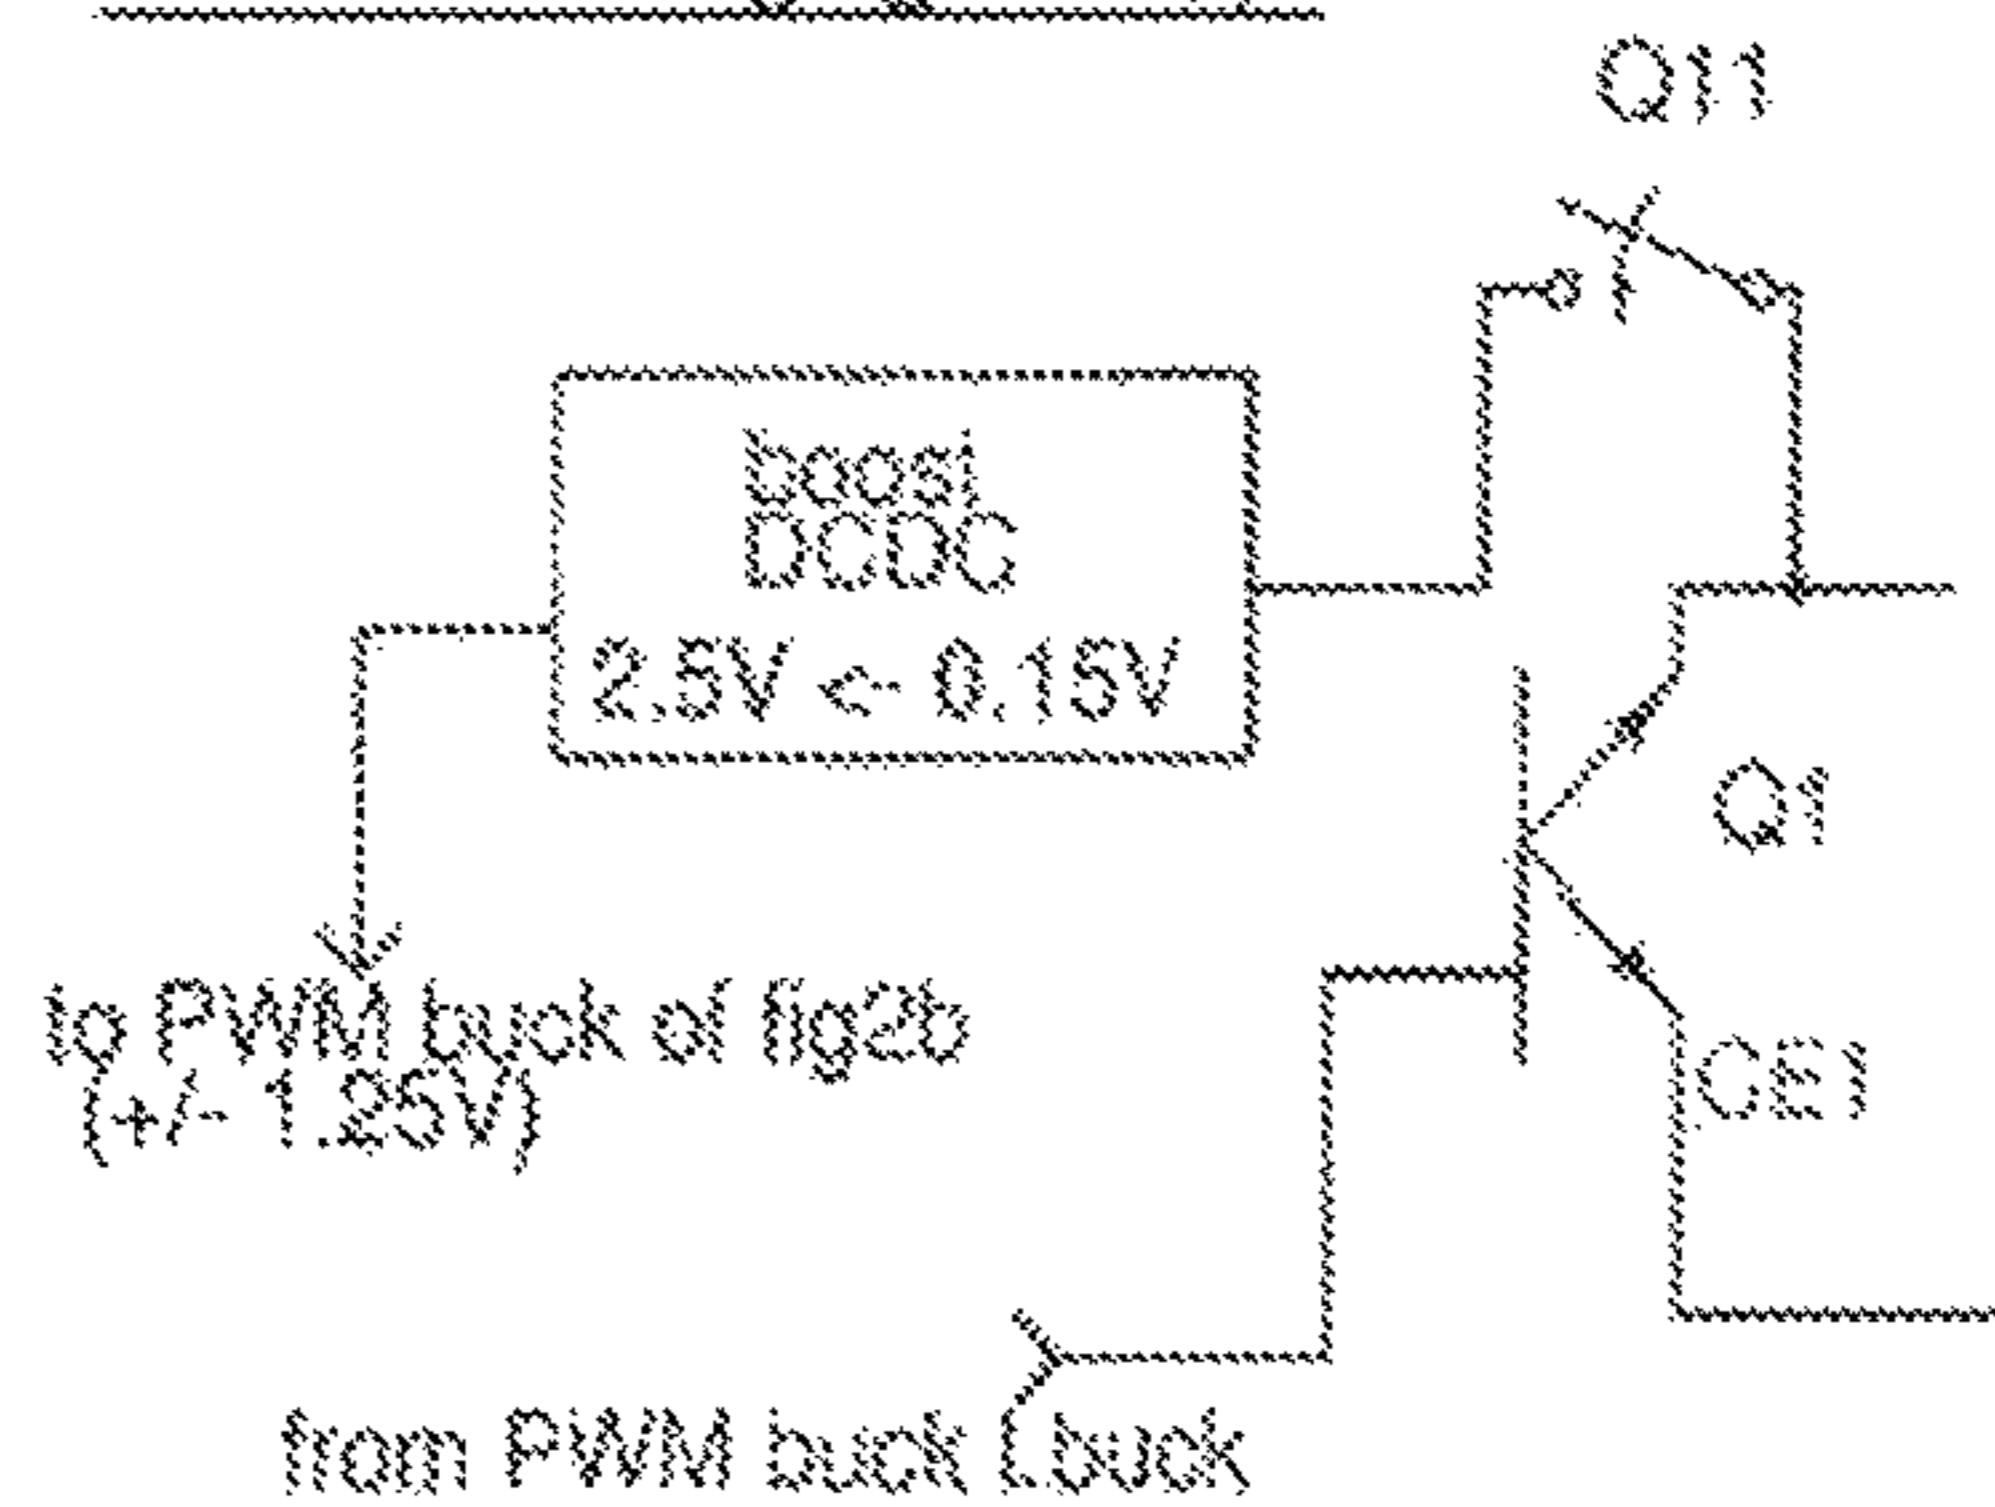 Q11
boost
DCDC
2.5V <- 0.15V
Q1
to PWM buck of fig2b
(+/- 1.25V)
CE1
from PWM buck L.buck